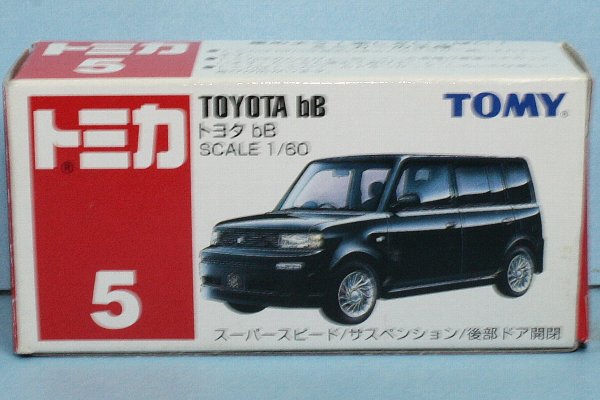 トミカ
5
トミカ®
5
TOYOTA bB
トヨタ bB
SCALE 1/60
TOMY®
スーパースピード/サスペンション/後部ドア開閉